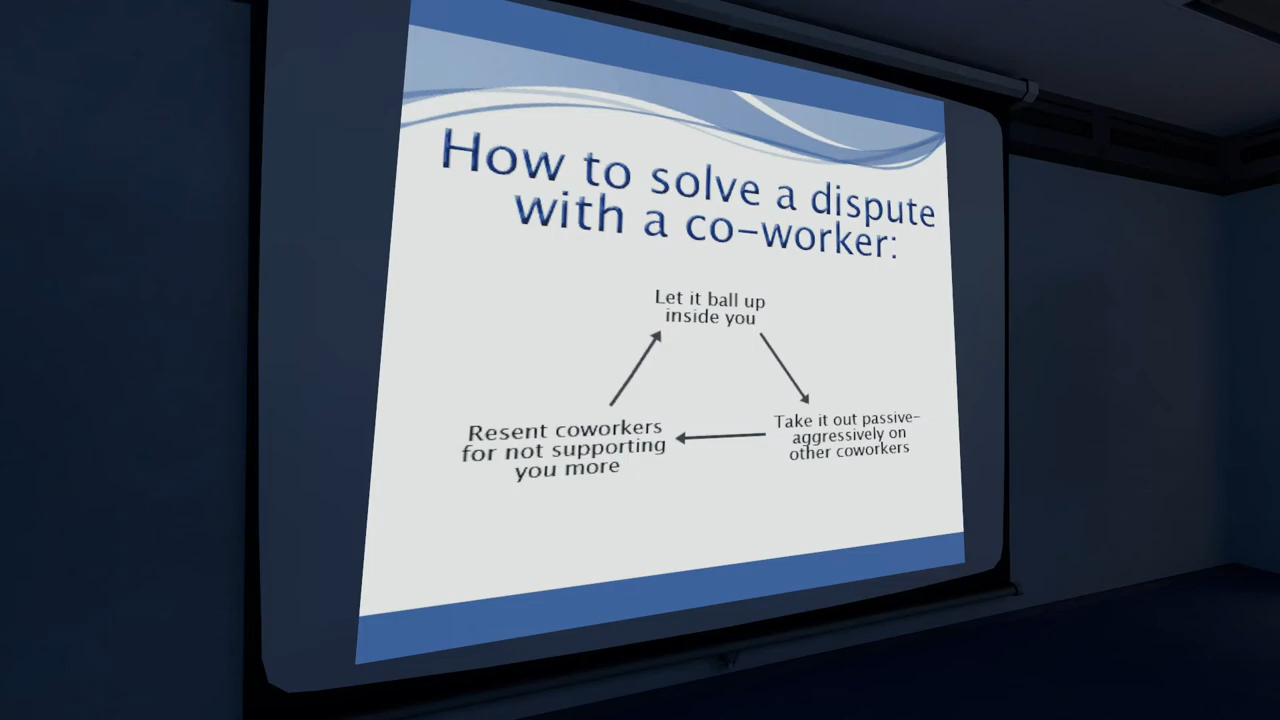 How to solve a dispute
with a co-worker:
Let it ball up
inside you
Take it out passive-
aggressively on
other coworkers
Resent coworkers
for not supporting
you more